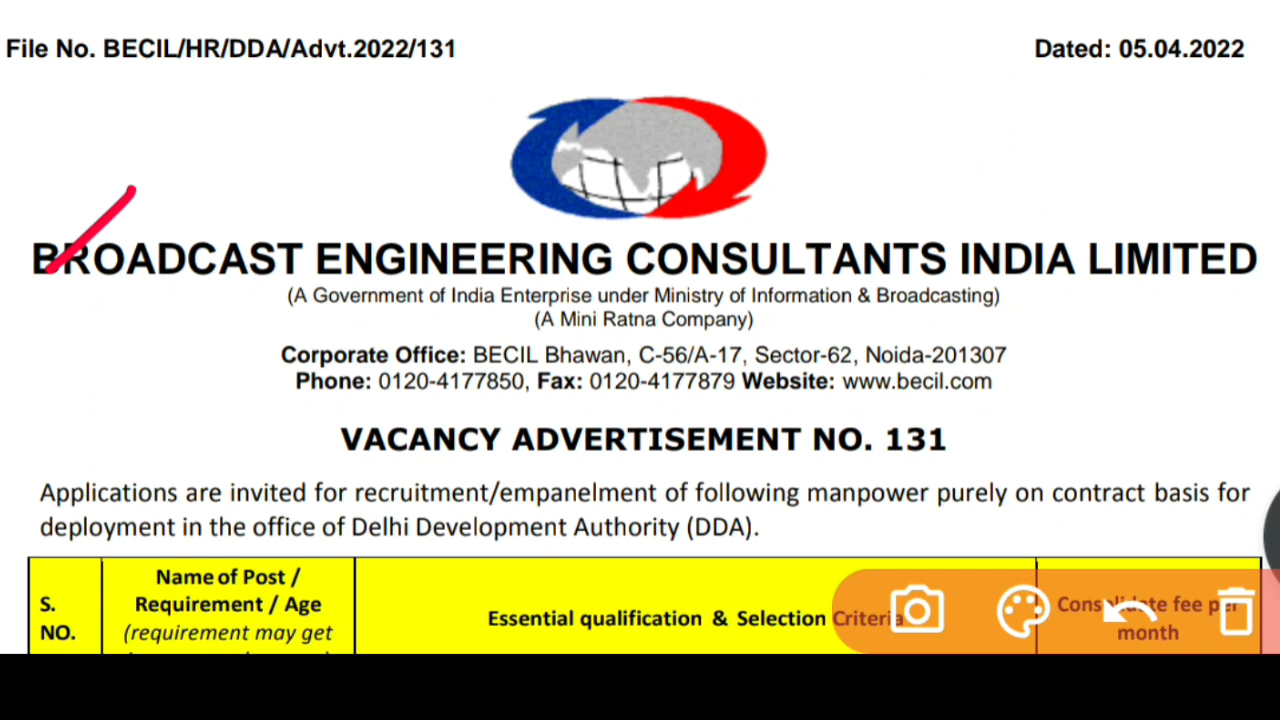 File No. BECIL/HR/DDA/Advt.2022/131 Dated: 05.04.2022
BROADCAST ENGINEERING CONSULTANTS INDIA LIMITED
(A Government of India Enterprise under Ministry of Information & Broadcasting)
(A Mini Ratna Company)
Corporate Office: BECIL Bhawan, C-56/A-17, Sector-62, Noida-201307
Phone: 0120-4177850, Fax: 0120-4177879 Website: www.becil.com
VACANCY ADVERTISEMENT NO. 131
Applications are invited for recruitment/empanelment of following manpower purely on contract basis for
deployment in the office of Delhi Development Authority (DDA).
S.
NO.
Name of Post /
Requirement / Age
(requirement may get
Essential qualification & Selection Criteria
Consolidate fee per
month